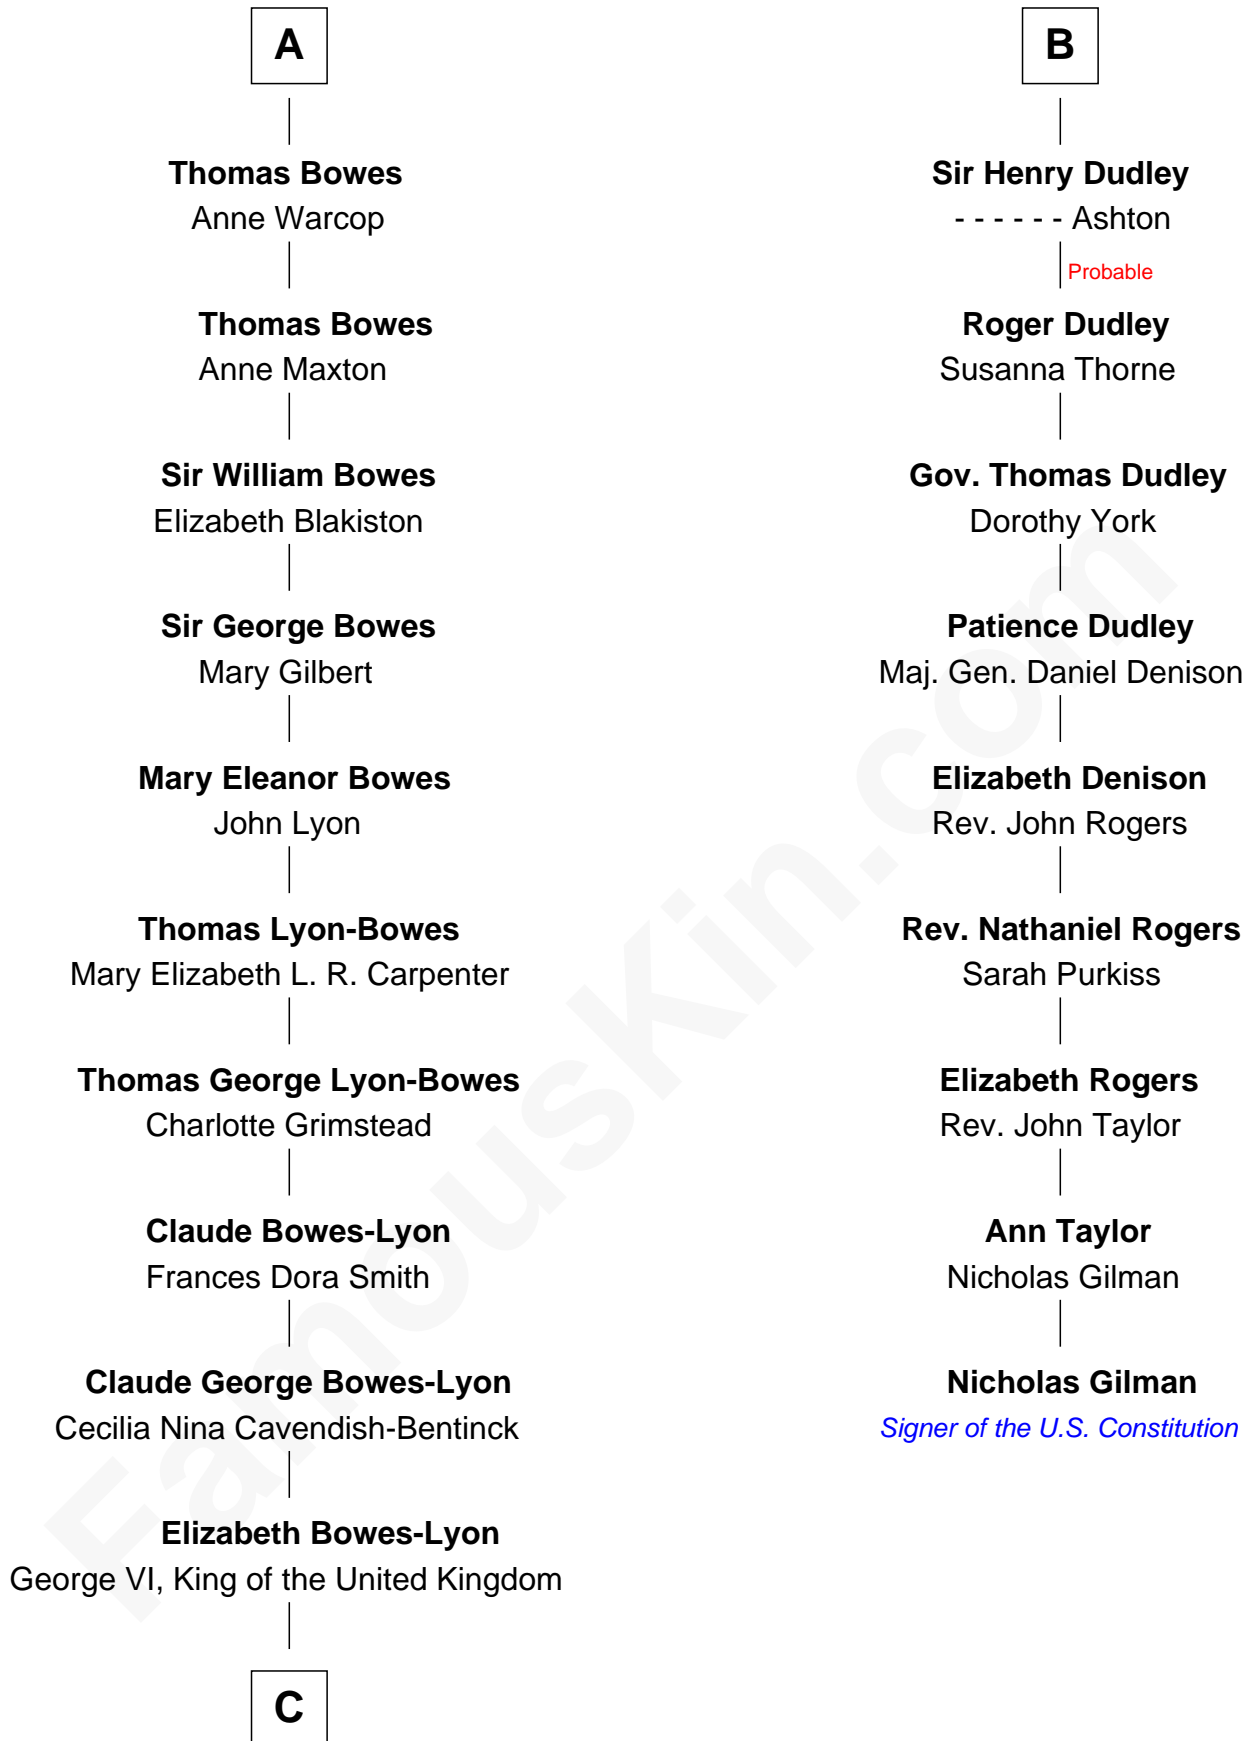 A
Thomas Bowes
Anne Warcop
Thomas Bowes
Anne Maxton
Sir William Bowes
Elizabeth Blakiston
Sir George Bowes
Mary Gilbert
Mary Eleanor Bowes
John Lyon
Thomas Lyon-Bowes
Mary Elizabeth L. R. Carpenter
Thomas George Lyon-Bowes
Charlotte Grimstead
Claude Bowes-Lyon
Frances Dora Smith
Claude George Bowes-Lyon
Cecilia Nina Cavendish-Bentinck
Elizabeth Bowes-Lyon
George VI, King of the United Kingdom
C
B
Sir Henry Dudley
- - - - - - Ashton
Probable
Roger Dudley
Susanna Thorne
Gov. Thomas Dudley
Dorothy York
Patience Dudley
Maj. Gen. Daniel Denison
Elizabeth Denison
Rev. John Rogers
Rev. Nathaniel Rogers
Sarah Purkiss
Elizabeth Rogers
Rev. John Taylor
Ann Taylor
Nicholas Gilman
Nicholas Gilman
Signer of the U.S. Constitution
FamousKin.com